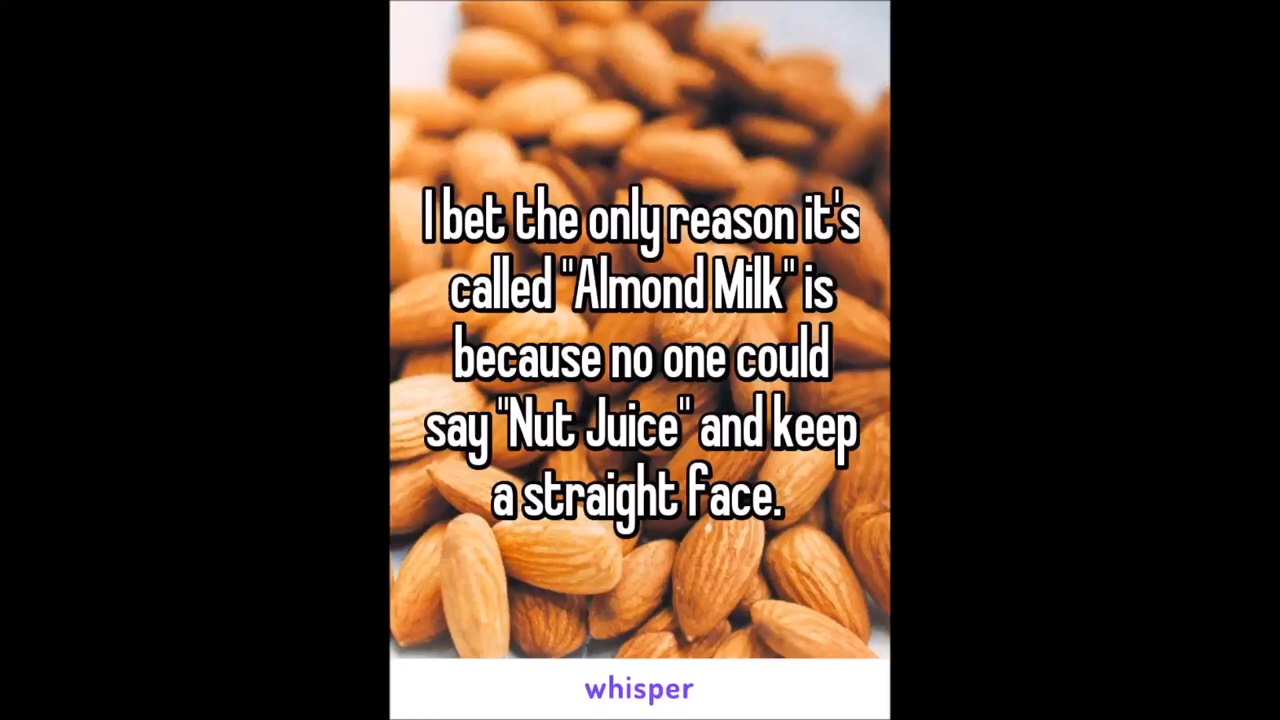 I bet the only reason it's
called "Almond Milk" is
because no one could
say "Nut Juice" and keep
a straight face.
whisper